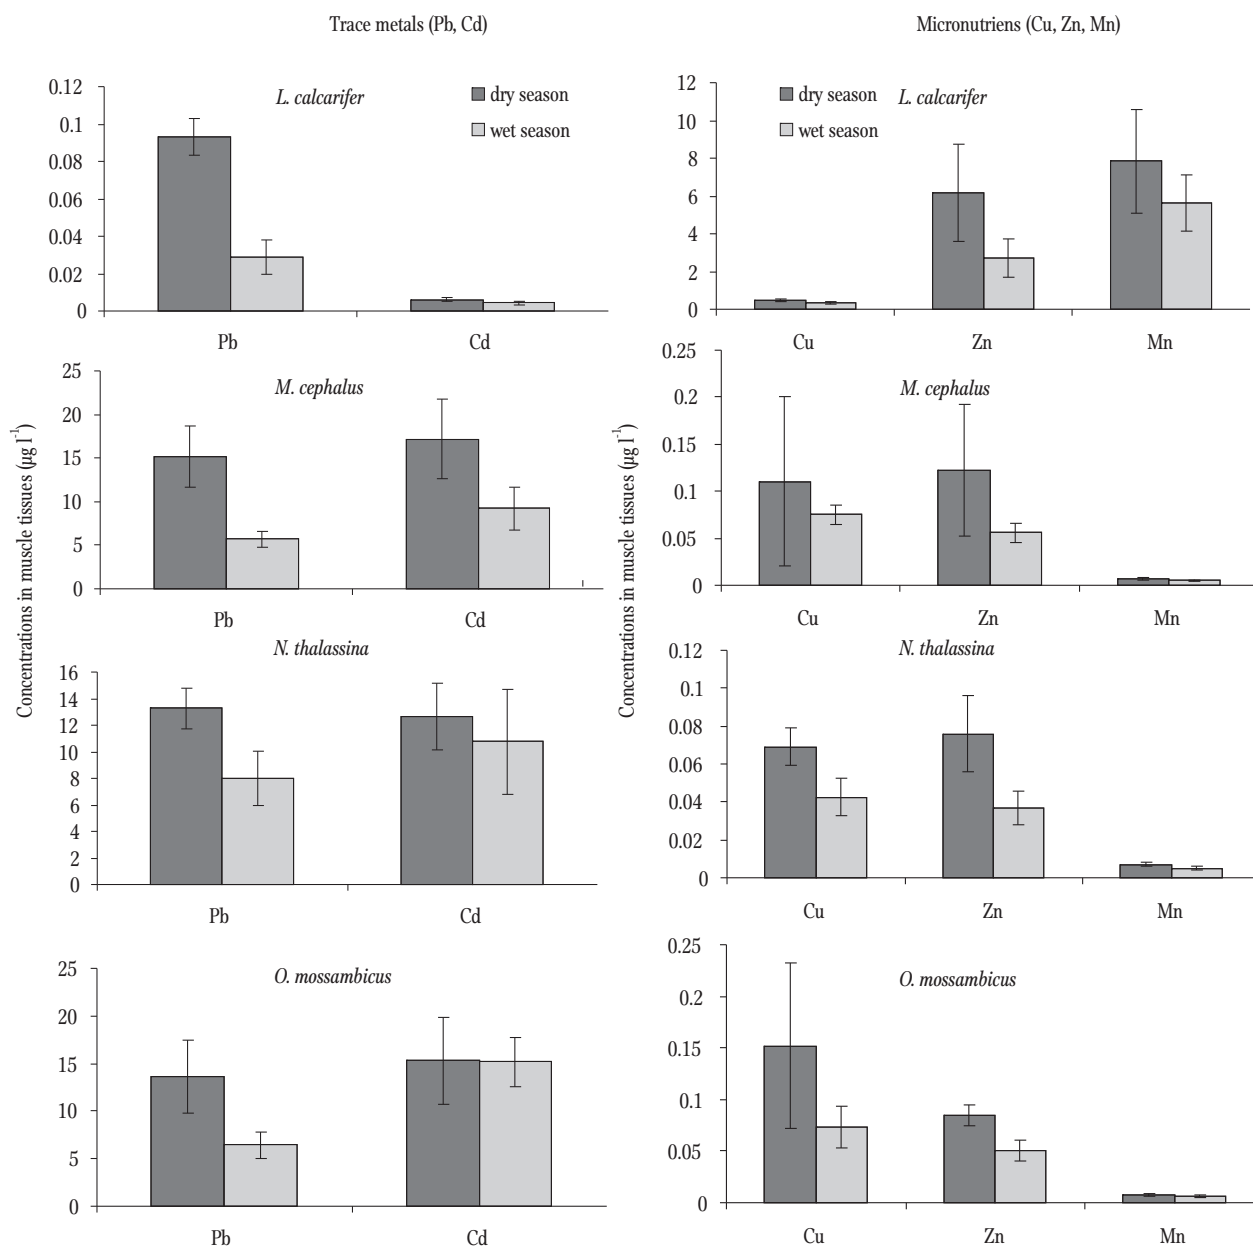 Trace metals (Pb, Cd)
Micronutriens (Cu, Zn, Mn)
Concentrations in muscle tissues (µg l⁻¹)
L. calcarifer
dry season
wet season
0.12
0.1
0.08
0.06
0.04
0.02
0
Pb Cd
M. cephalus
25
20
15
10
5
0
Pb Cd
N. thalassina
16
14
12
10
8
6
4
2
0
Pb Cd
O. mossambicus
25
20
15
10
5
0
Pb Cd
Concentrations in muscle tissues (µg l⁻¹)
dry season
wet season
L. calcarifer
12
10
8
6
4
2
0
Cu Zn Mn
M. cephalus
0.25
0.2
0.15
0.1
0.05
0
Cu Zn Mn
N. thalassina
0.12
0.1
0.08
0.06
0.04
0.02
0
Cu Zn Mn
O. mossambicus
0.25
0.2
0.15
0.1
0.05
0
Cu Zn Mn